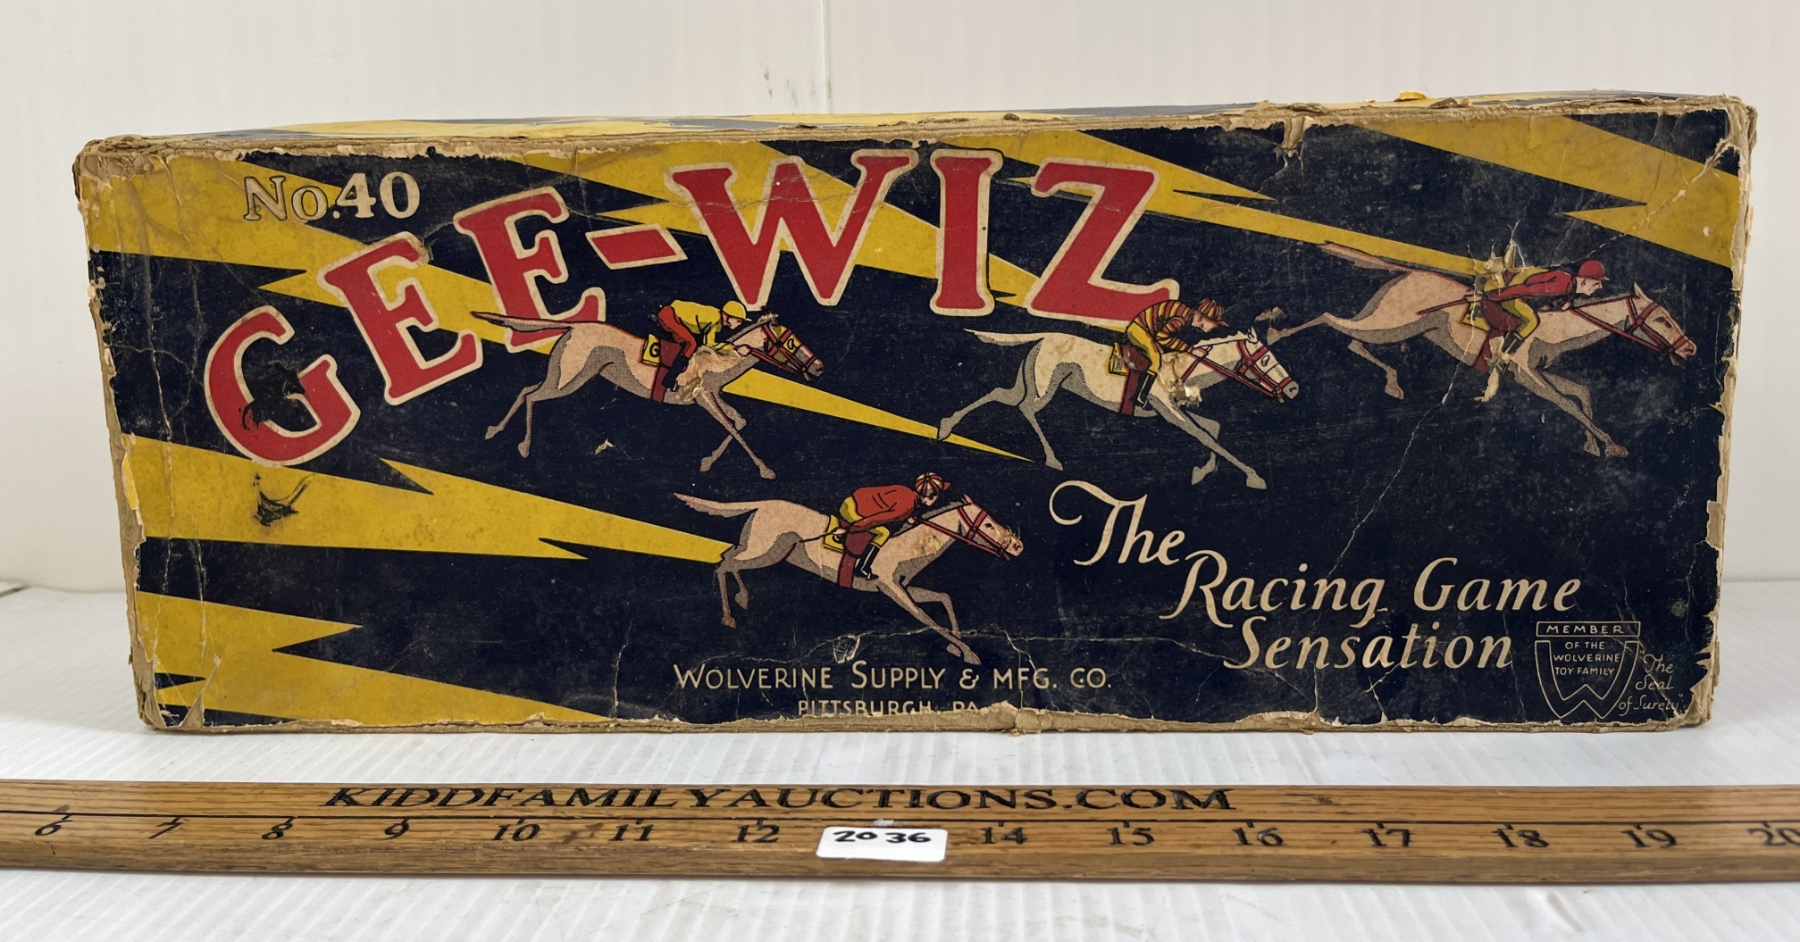 No. 40
GEE-WIZ
The
Racing Game
Sensation
WOLVERINE SUPPLY & MFG. CO.
PITTSBURGH, PA
MEMBER
OF THE
WOLVERINE
TOY FAMILY
The
Seal
of Surety
KIDDFAMILYAUCTIONS.COM
6 7 8 9 10 11 12 14 15 16 17 18 19 20
2036